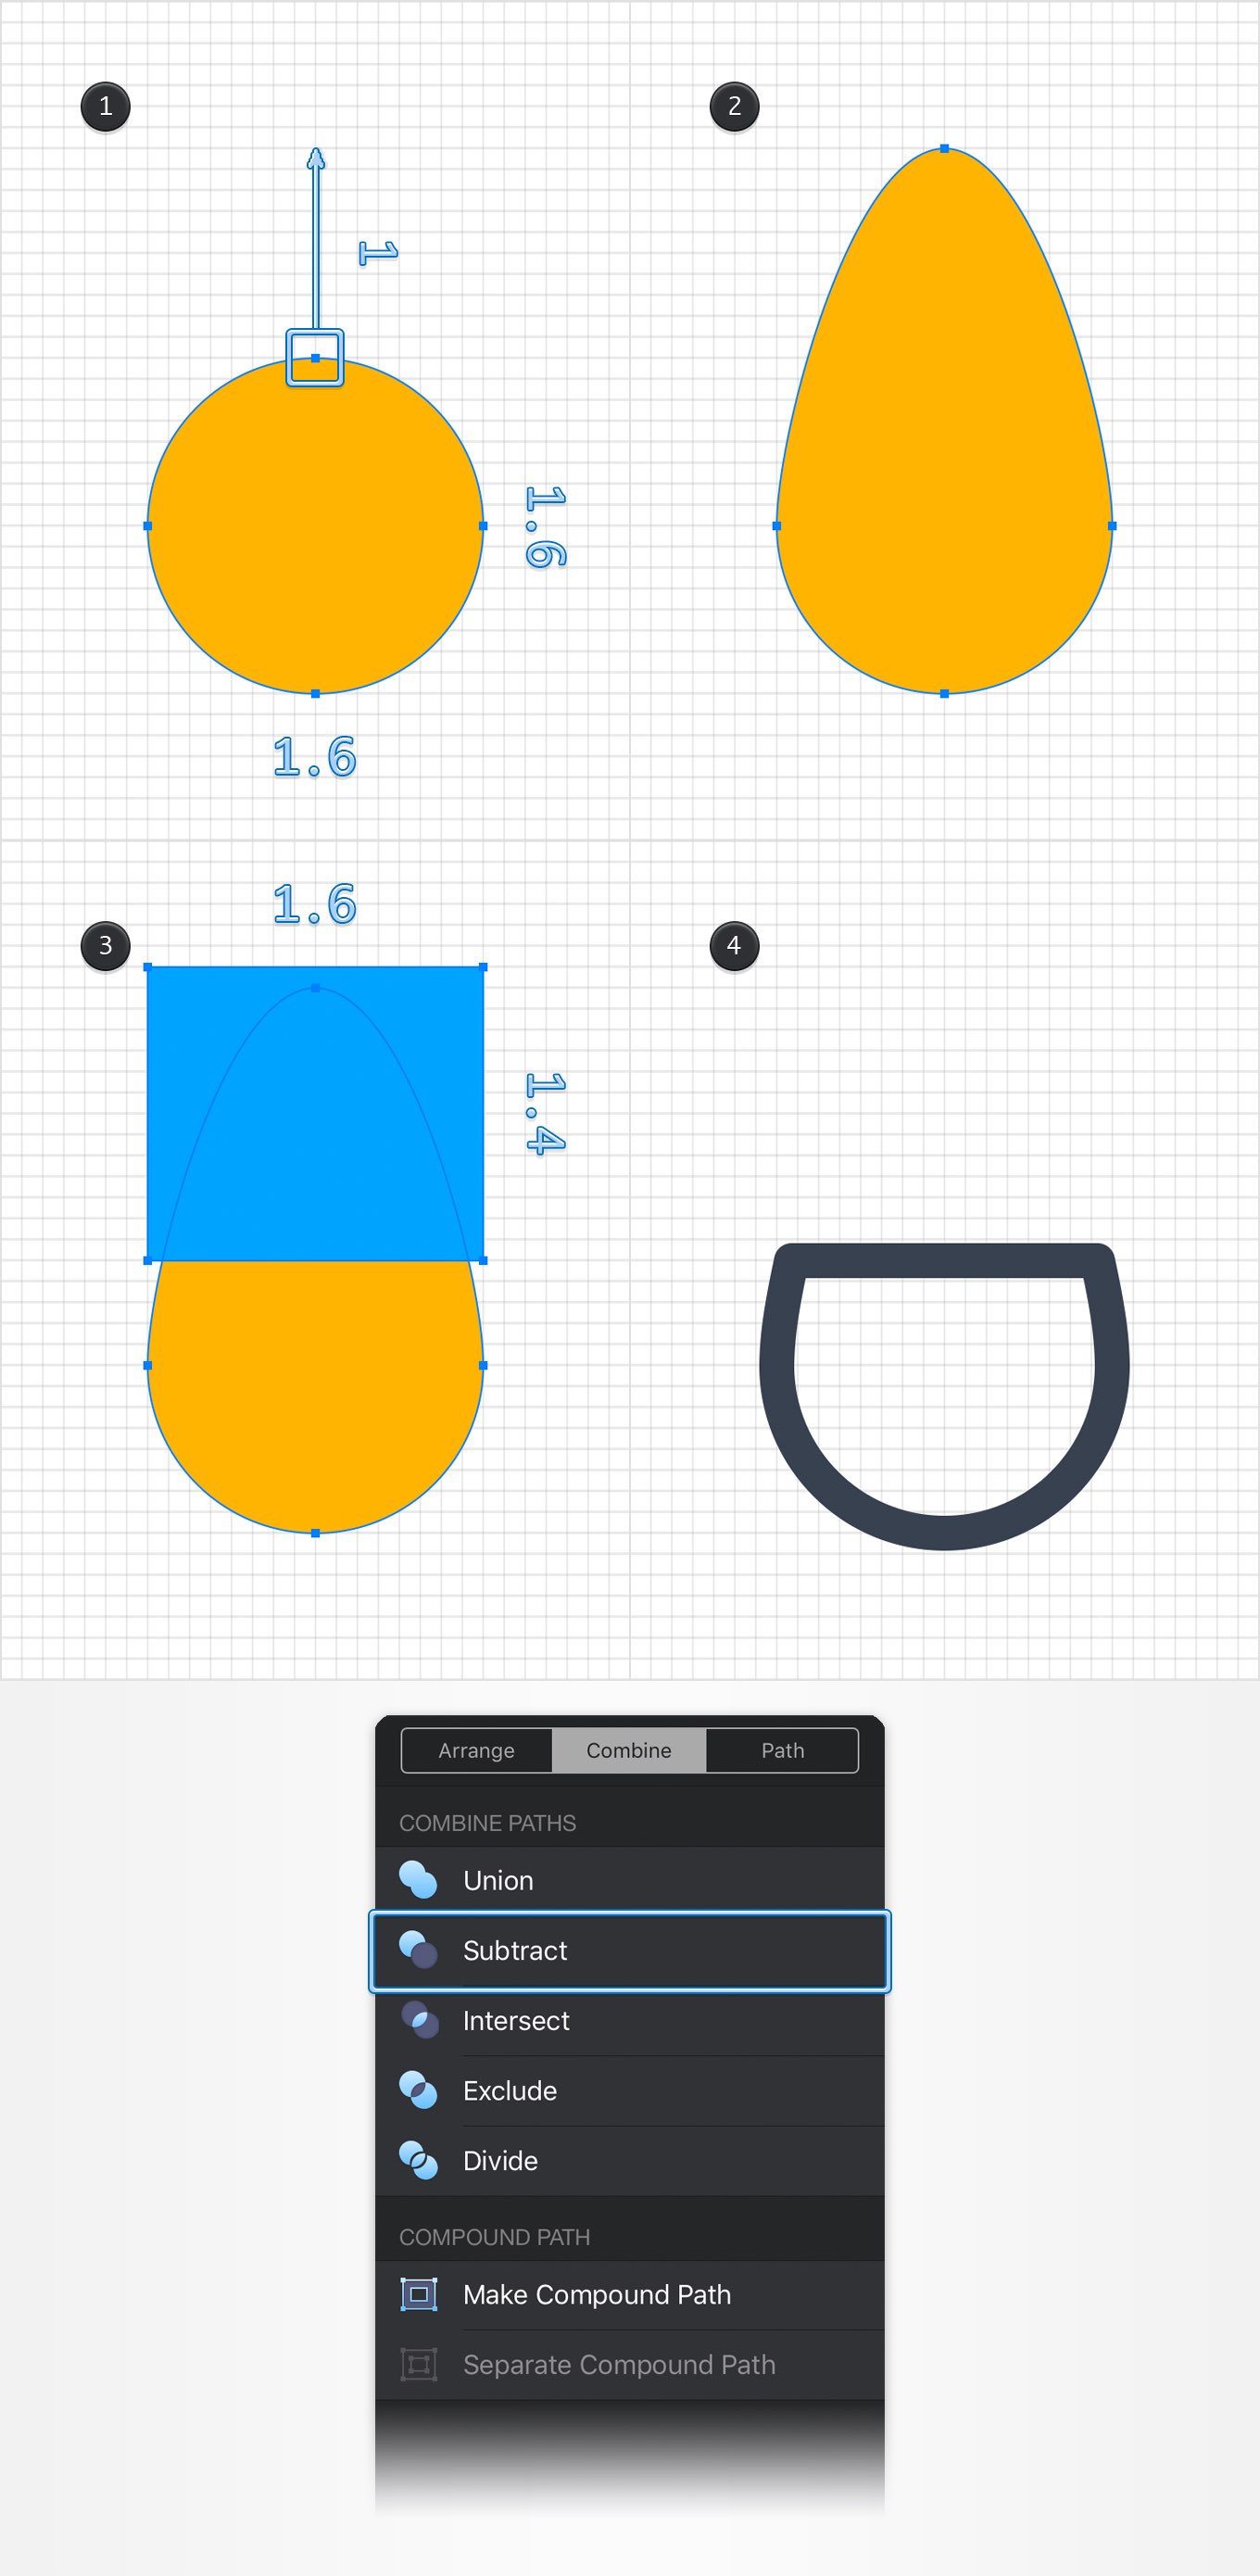 1
2
1
1.6
1.6
1.6
3
4
1.4
Arrange Combine Path
COMBINE PATHS
Union
Subtract
Intersect
Exclude
Divide
COMPOUND PATH
Make Compound Path
Separate Compound Path